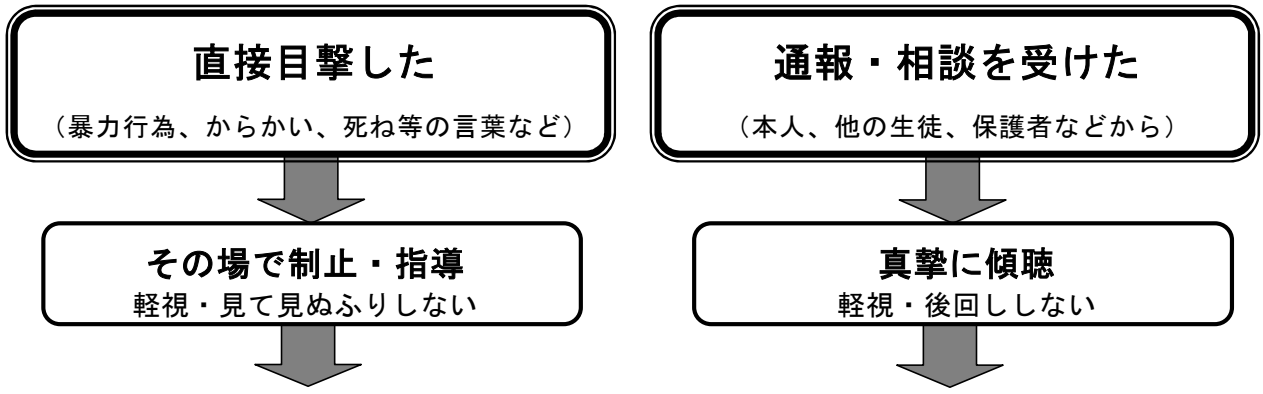 直接目撃した
（暴力行為、からかい、死ね等の言葉など）
その場で制止・指導
軽視・見て見ぬふりしない
通報・相談を受けた
（本人、他の生徒、保護者などから）
真摯に傾聴
軽視・後回ししない